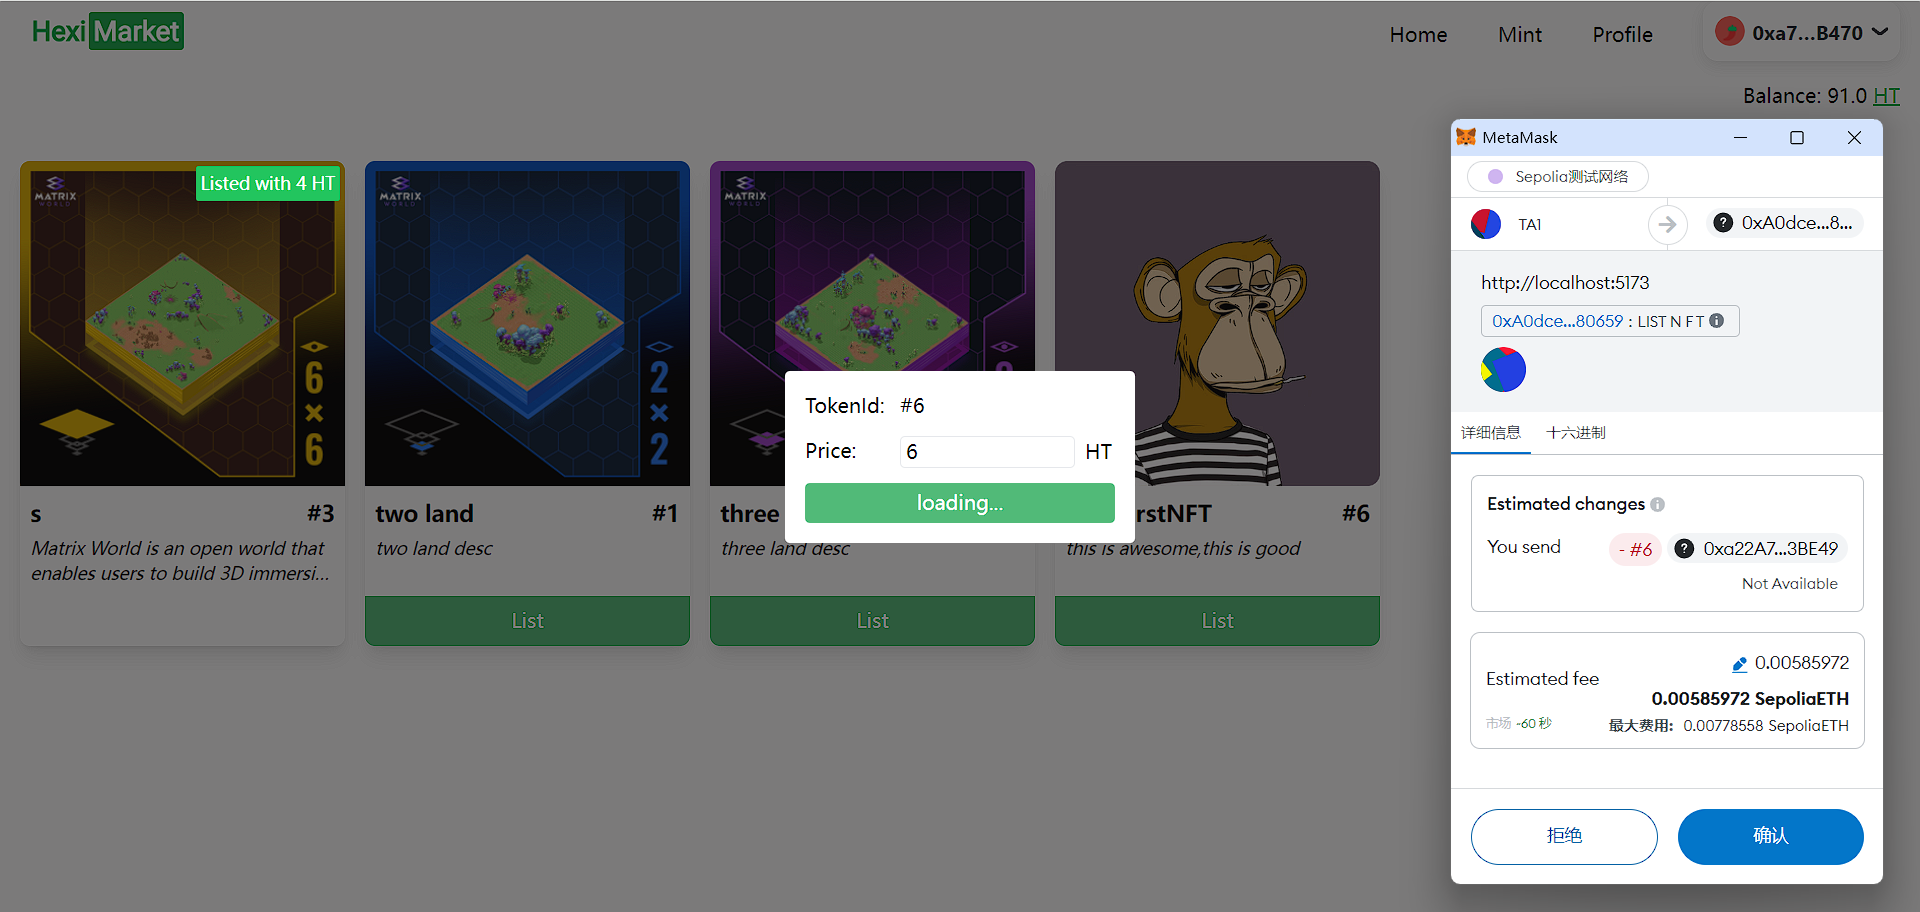 Hexi Market
Home Mint Profile 0xa7...B470
Balance: 91.0 HT
Listed with 4 HT
MATRIX
WORLD
6
×
6
s #3
Matrix World is an open world that
enables users to build 3D immersi...
MATRIX
WORLD
2
×
2
two land #1
two land desc
List
MATRIX
WORLD
three
three land desc
List
rstNFT #6
this is awesome,this is good
List
TokenId: #6
Price: 6 HT
loading...
MetaMask
Sepolia测试网络
TA1 0xA0dce...8...
http://localhost:5173
0xA0dce...80659 : LIST N F T
详细信息 十六进制
Estimated changes
You send - #6 0xa22A7...3BE49
Not Available
Estimated fee 0.00585972
0.00585972 SepoliaETH
市场 ~60 秒 最大费用: 0.00778558 SepoliaETH
拒绝 确认